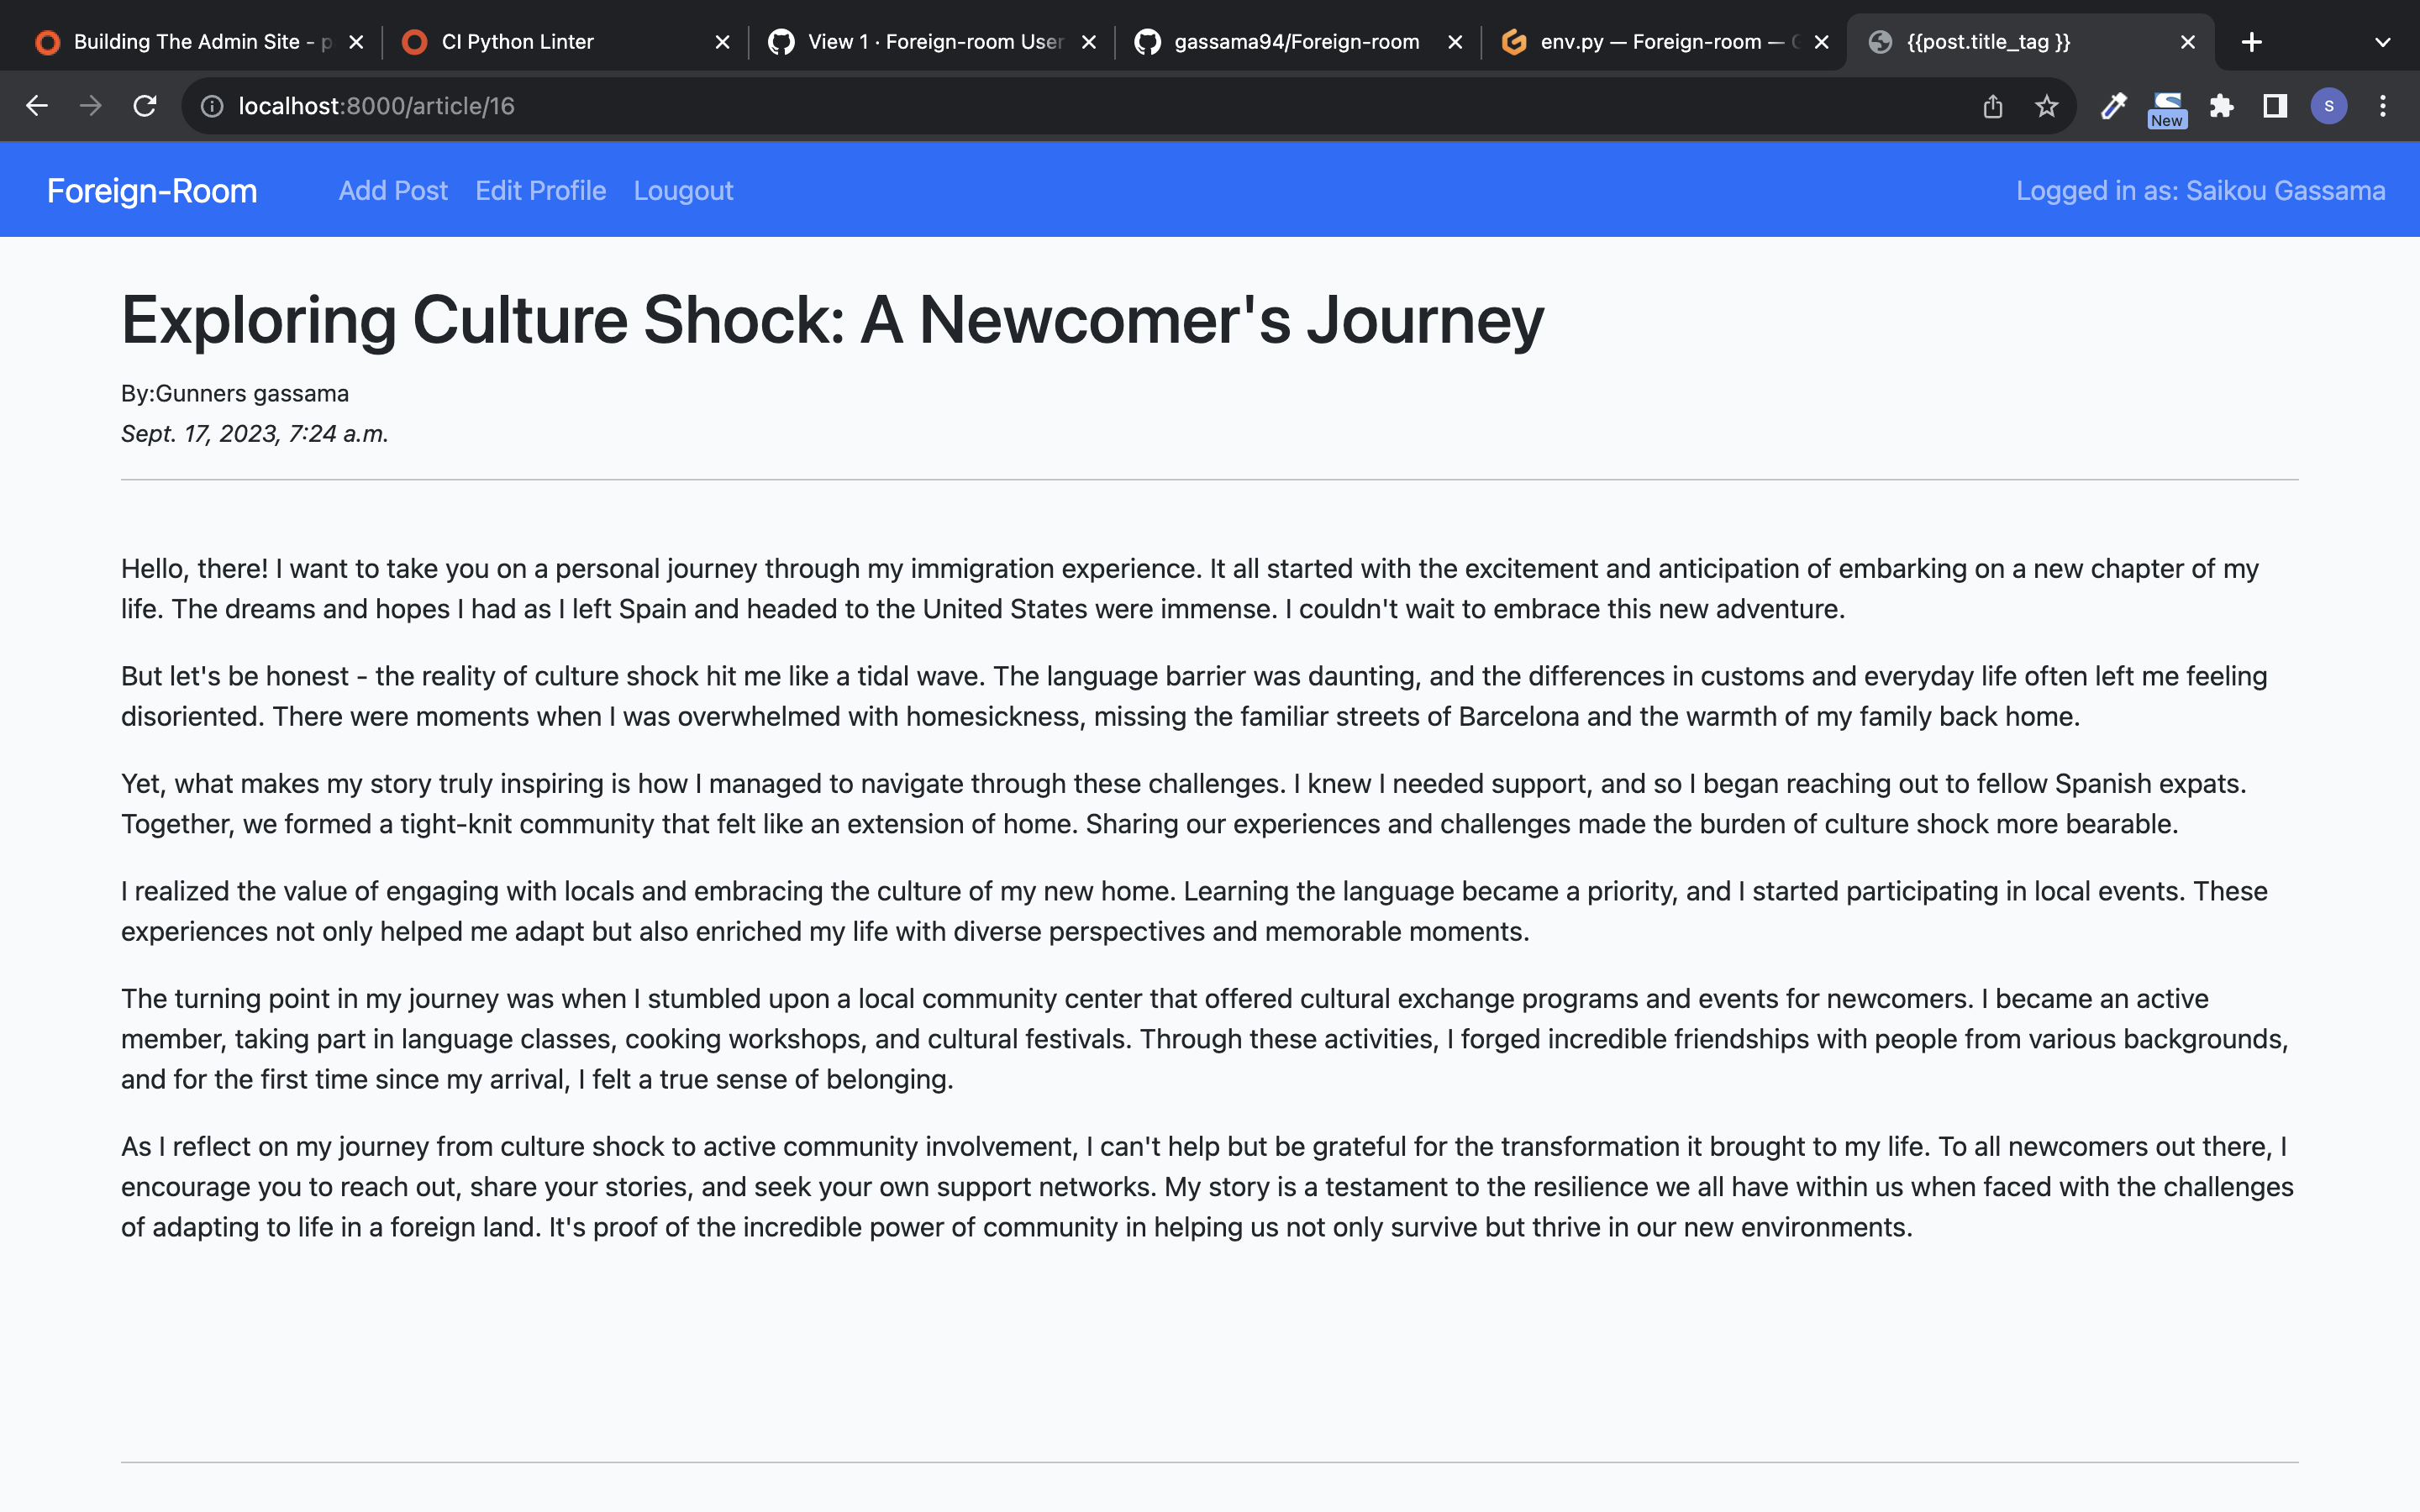 Building The Admin Site - p
CI Python Linter
View 1 · Foreign-room User
gassama94/Foreign-room
env.py — Foreign-room —
{{post.title_tag }}
localhost:8000/article/16
New
S
Foreign-Room Add Post Edit Profile Lougout Logged in as: Saikou Gassama
Exploring Culture Shock: A Newcomer's Journey
By:Gunners gassama
Sept. 17, 2023, 7:24 a.m.
Hello, there! I want to take you on a personal journey through my immigration experience. It all started with the excitement and anticipation of embarking on a new chapter of my
life. The dreams and hopes I had as I left Spain and headed to the United States were immense. I couldn't wait to embrace this new adventure.
But let's be honest - the reality of culture shock hit me like a tidal wave. The language barrier was daunting, and the differences in customs and everyday life often left me feeling
disoriented. There were moments when I was overwhelmed with homesickness, missing the familiar streets of Barcelona and the warmth of my family back home.
Yet, what makes my story truly inspiring is how I managed to navigate through these challenges. I knew I needed support, and so I began reaching out to fellow Spanish expats.
Together, we formed a tight-knit community that felt like an extension of home. Sharing our experiences and challenges made the burden of culture shock more bearable.
I realized the value of engaging with locals and embracing the culture of my new home. Learning the language became a priority, and I started participating in local events. These
experiences not only helped me adapt but also enriched my life with diverse perspectives and memorable moments.
The turning point in my journey was when I stumbled upon a local community center that offered cultural exchange programs and events for newcomers. I became an active
member, taking part in language classes, cooking workshops, and cultural festivals. Through these activities, I forged incredible friendships with people from various backgrounds,
and for the first time since my arrival, I felt a true sense of belonging.
As I reflect on my journey from culture shock to active community involvement, I can't help but be grateful for the transformation it brought to my life. To all newcomers out there, I
encourage you to reach out, share your stories, and seek your own support networks. My story is a testament to the resilience we all have within us when faced with the challenges
of adapting to life in a foreign land. It's proof of the incredible power of community in helping us not only survive but thrive in our new environments.